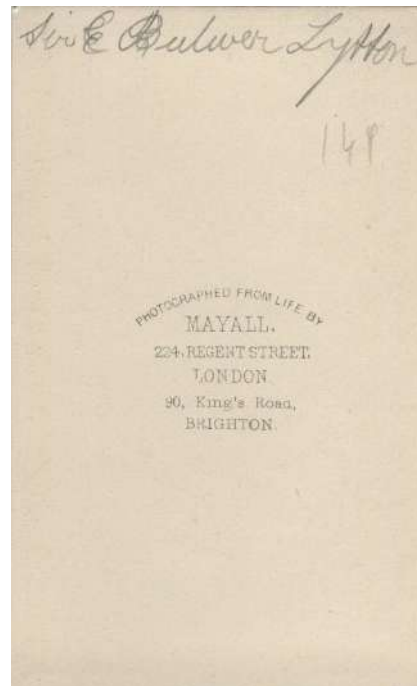 Sir E Bulwer Lytton
148
PHOTOGRAPHED FROM LIFE BY
MAYALL.
224, REGENT STREET.
LONDON
90, King's Road,
BRIGHTON.